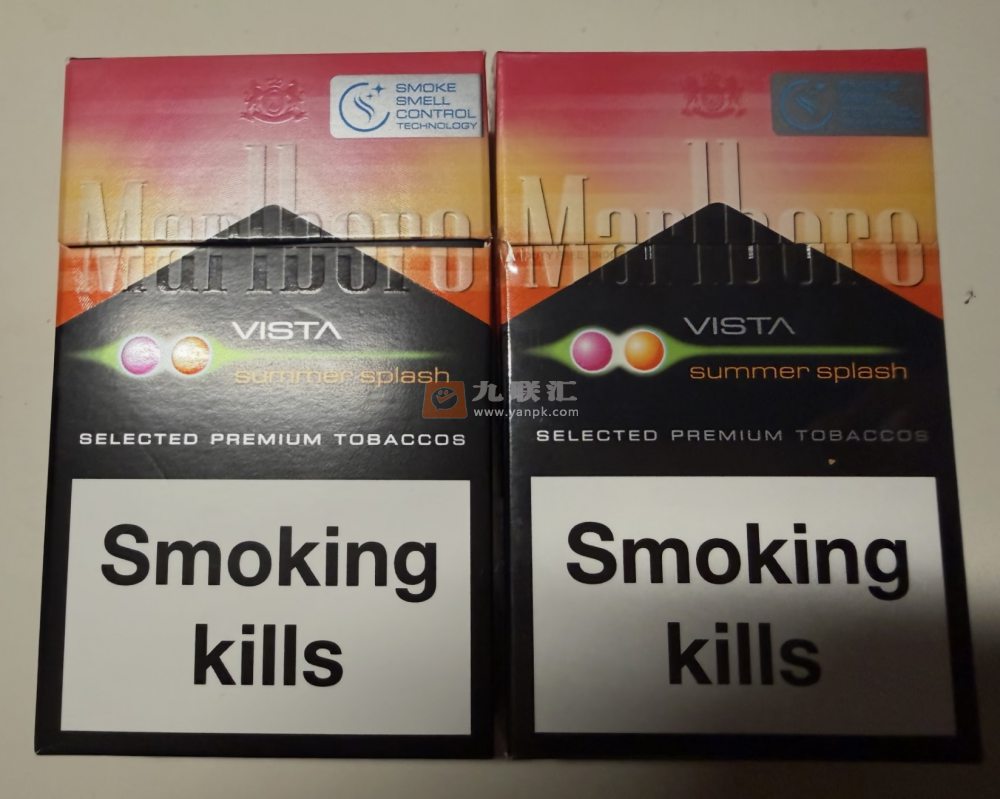 SMOKE
SMELL
CONTROL
TECHNOLOGY
Marlboro
VISTA
summer splash
SELECTED PREMIUM TOBACCOS
Smoking
kills
Marlboro
VISTA
summer splash
SELECTED PREMIUM TOBACCOS
Smoking
kills
九联汇
www.yanpk.com